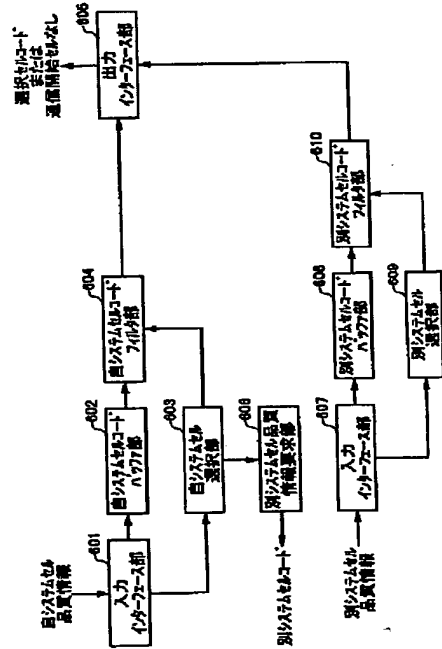 自システムセル
品質情報
601
入力
インターフェース部
602
自システムセルコード
バッファ部
603
自システムセル
選択部
604
自システムセルコード
フィルタ部
605
出力
インターフェース部
選択セルコード
または
通信開始セルなし
606
別システムセル品質
情報要求部
別システムセルコード
別システムセル
品質情報
607
入力
インターフェース部
608
別システムセルコード
バッファ部
609
別システムセル
選択部
610
別システムセルコード
フィルタ部